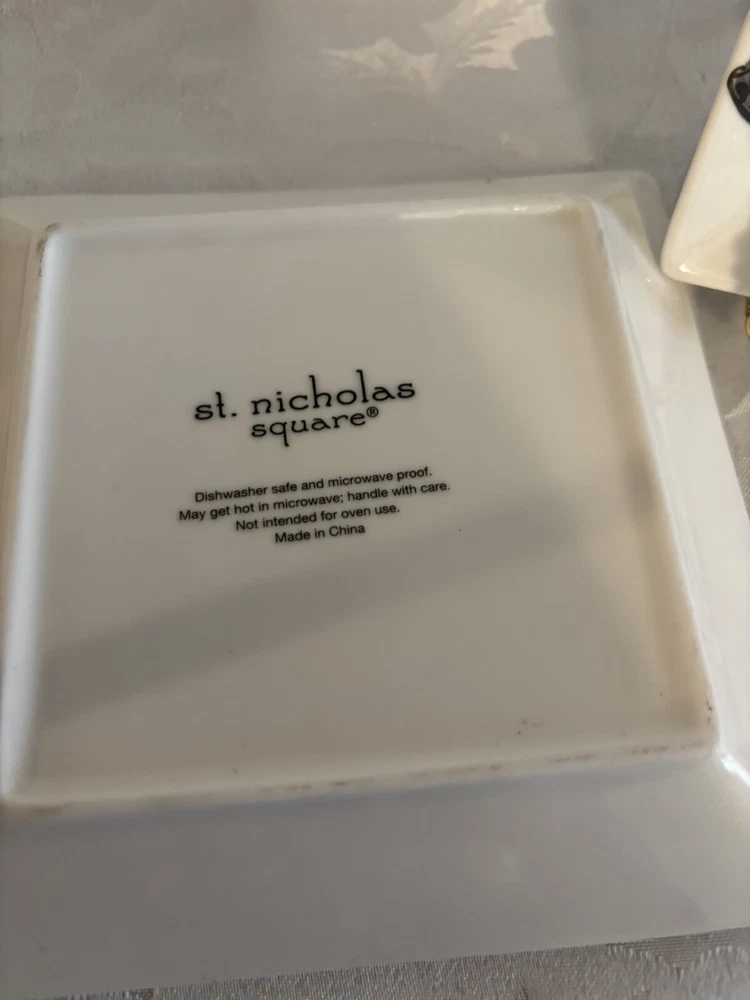 st. nicholas
square®
Dishwasher safe and microwave proof.
May get hot in microwave; handle with care.
Not intended for oven use.
Made in China